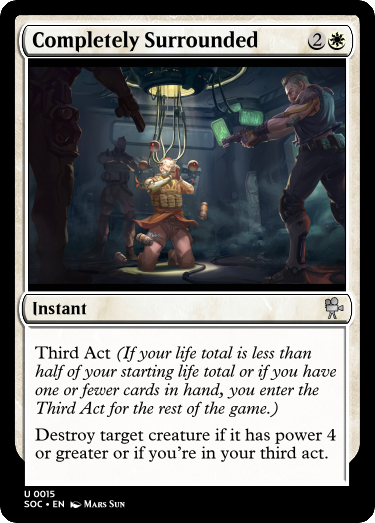 Completely Surrounded 2
Instant
Third Act (If your life total is less than
half of your starting life total or if you have
one or fewer cards in hand, you enter the
Third Act for the rest of the game.)
Destroy target creature if it has power 4
or greater or if you're in your third act.
U 0015
SOC • EN Mars Sun